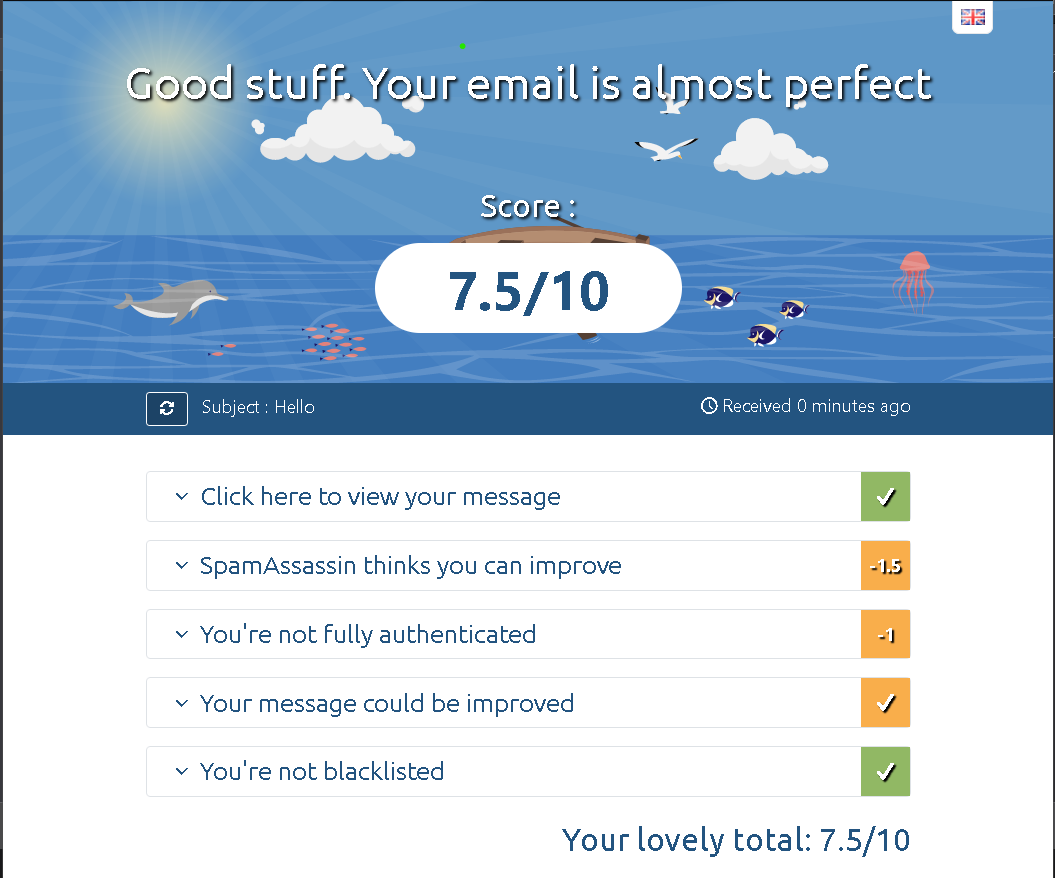 Good stuff. Your email is almost perfect
Score :
7.5/10
Subject : Hello
Received 0 minutes ago
Click here to view your message
SpamAssassin thinks you can improve
-1.5
You're not fully authenticated
-1
Your message could be improved
You're not blacklisted
Your lovely total: 7.5/10